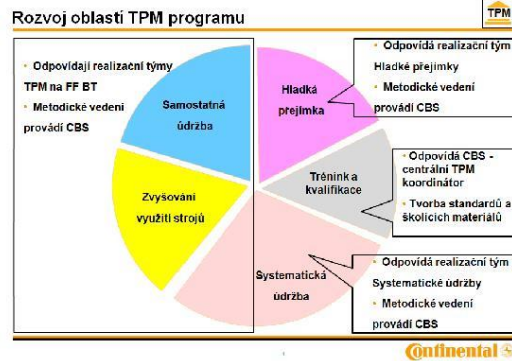 Rozvoj oblastí TPM programu
TPM
• Odpovídají realizační týmy
TPM na FF BT
• Metodické vedení
provádí CBS
Samostatná
údržba
Hladká
přejímka
• Odpovídá realizační tým
Hladké přejímky
• Metodické vedení
provádí CBS
Zvyšování
využití strojů
Trénink a
kvalifikace
• Odpovídá CBS -
centrální TPM
koordinátor
• Tvorba standardů a
školících materiálů
Systematická
údržba
• Odpovídá realizační tým
Systematické údržby
• Metodické vedení
provádí CBS
Continental